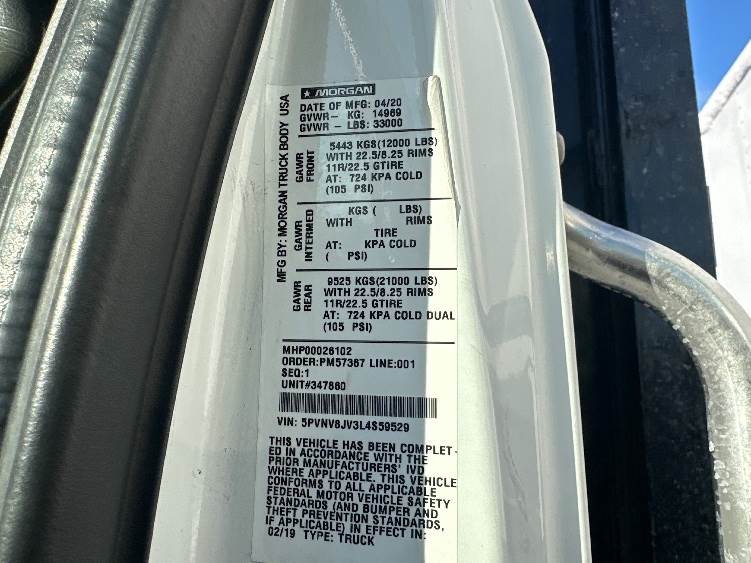 ★ MORGAN
MFG BY: MORGAN TRUCK BODY USA
DATE OF MFG: 04/20
GVWR— KG: 14969
GVWR — LBS: 33000
GAWR
FRONT
5443 KGS(12000 LBS)
WITH 22.5/8.25 RIMS
11R/22.5 GTIRE
AT: 724 KPA COLD
(105 PSI)
GAWR
INTERMED
KGS ( LBS)
WITH RIMS
TIRE
AT: KPA COLD
( PSI)
GAWR
REAR
9525 KGS(21000 LBS)
WITH 22.5/8.25 RIMS
11R/22.5 GTIRE
AT: 724 KPA COLD DUAL
(105 PSI)
MHP00026102
ORDER:PM57367 LINE:001
SEQ:1
UNIT#347860
VIN: 5PVNV8JV3L4S59529
THIS VEHICLE HAS BEEN COMPLET-
ED IN ACCORDANCE WITH THE
PRIOR MANUFACTURERS' IVD
WHERE APPLICABLE. THIS VEHICLE
CONFORMS TO ALL APPLICABLE
FEDERAL MOTOR VEHICLE SAFETY
STANDARDS (AND BUMPER AND
THEFT PREVENTION STANDARDS,
IF APPLICABLE) IN EFFECT IN:
02/19 TYPE: TRUCK